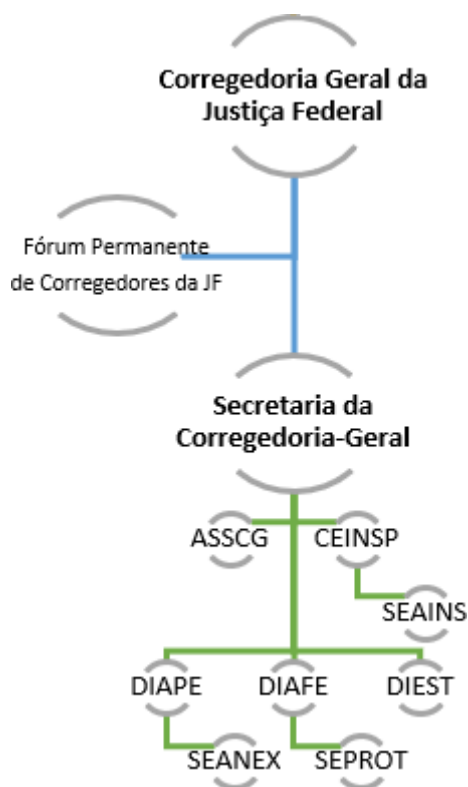 Corregedoria Geral da
Justiça Federal
Fórum Permanente
de Corregedores da JF
Secretaria da
Corregedoria-Geral
ASSCG
CEINSP
SEAINS
DIAPE
DIAFE
DIEST
SEANEX
SEPROT